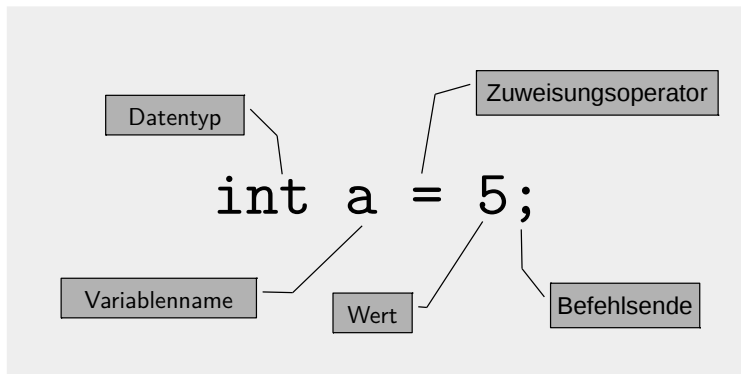 Zuweisungsoperator
Datentyp
int a = 5;
Variablenname
Wert
Befehlsende